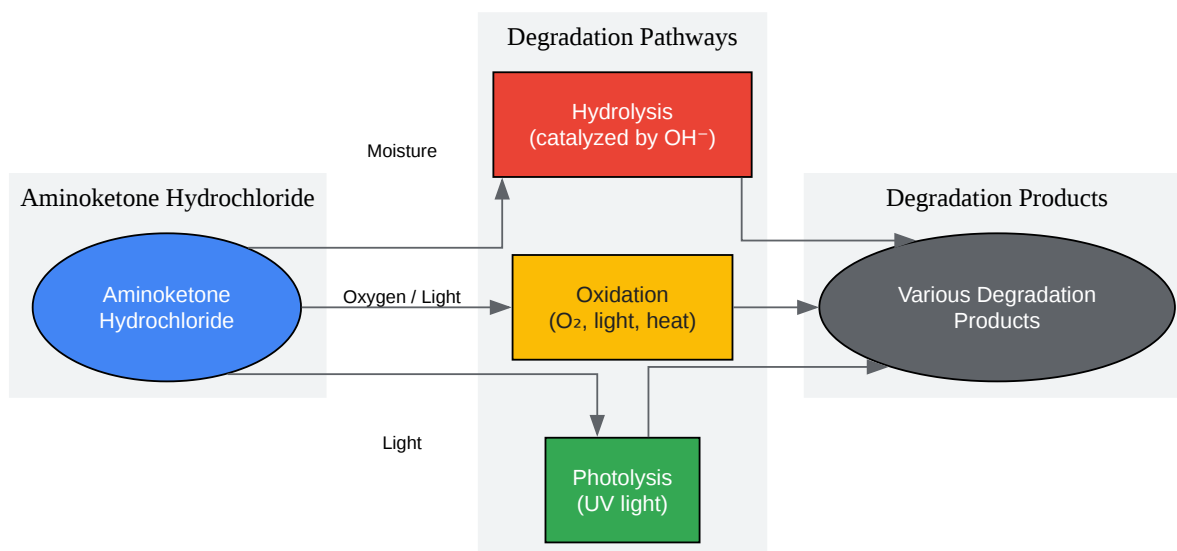 Degradation Pathways
Hydrolysis
(catalyzed by OH⁻)
Moisture
Aminoketone Hydrochloride
Degradation Products
Aminoketone
Hydrochloride
Oxygen / Light
Oxidation
(O₂, light, heat)
Various Degradation
Products
Light
Photolysis
(UV light)